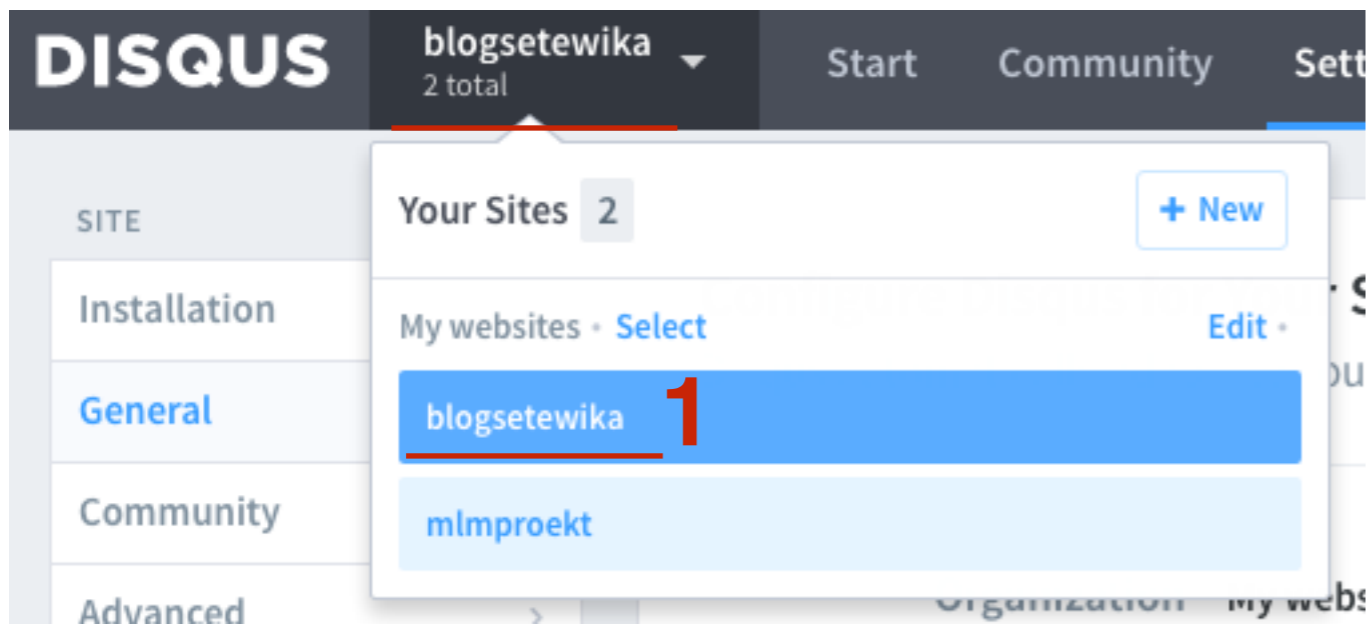 DISQUS
blogsetewika
2 total
Start
Community
Your Sites 2
+ New
SITE
Installation
My websites • Select
Edit •
General
blogsetewika
1
Community
mlmproekt
Advanced
Organization